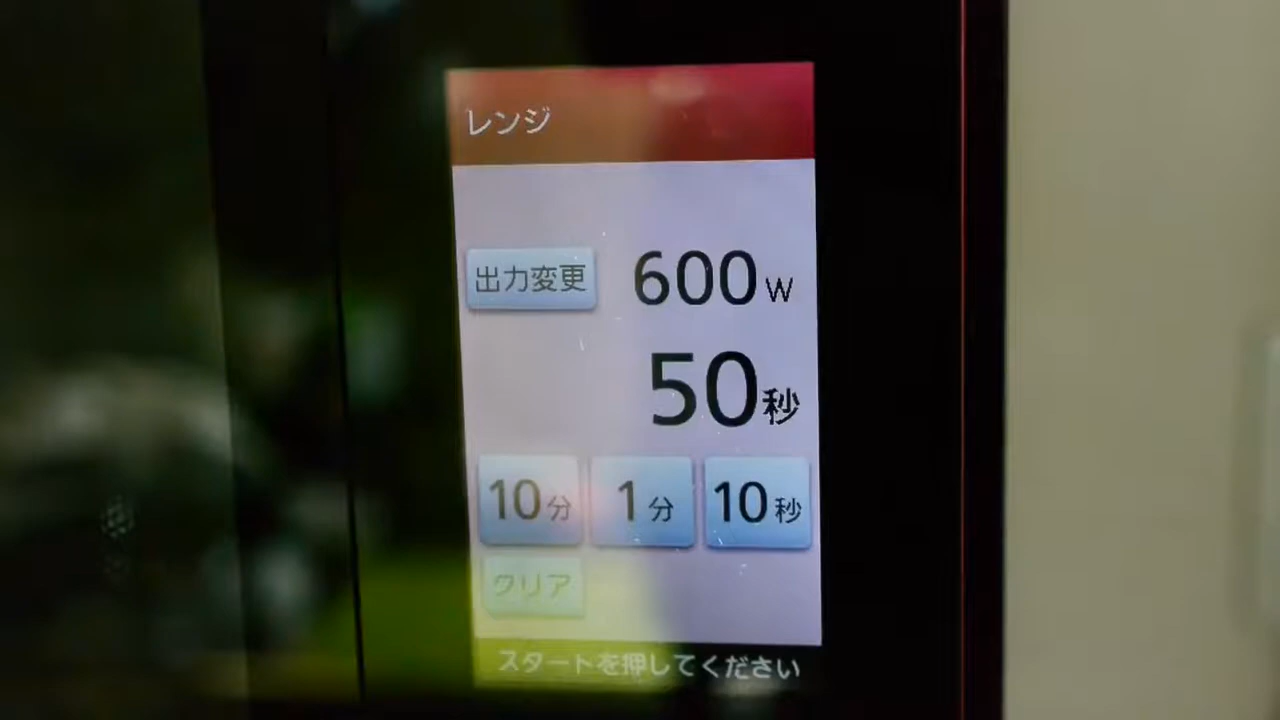 レンジ
出力変更 600W
50秒
10分 1分 10秒
クリア
スタートを押してください